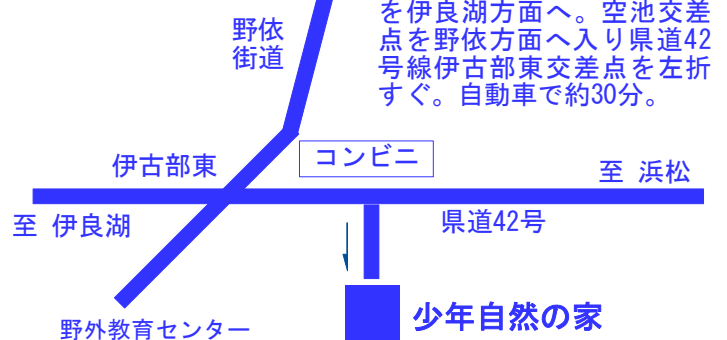 を伊良湖方面へ。空池交差
点を野依方面へ入り県道42
号線伊古部東交差点を左折
すぐ。自動車で約30分。
野依
街道
コンビニ
伊古部東
至 浜松
至 伊良湖
県道42号
少年自然の家
野外教育センター